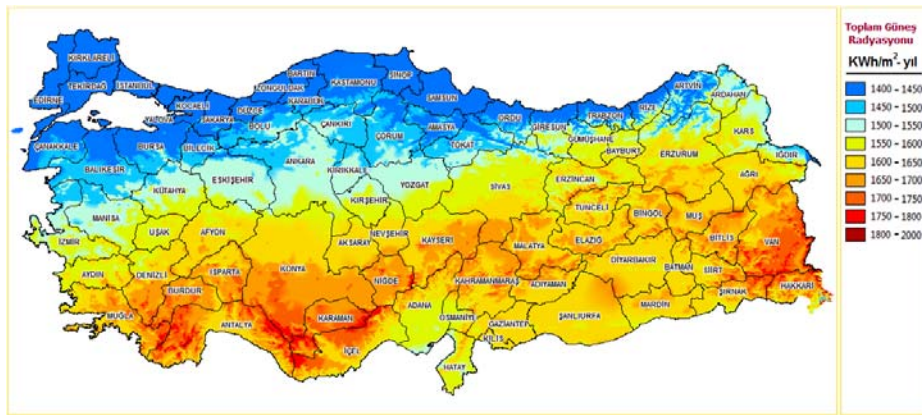 Toplam Güneş
Radyasyonu
KWh/m²- yıl
1400 - 1450
1450 - 1500
1500 - 1550
1550 - 1600
1600 - 1650
1650 - 1700
1700 - 1750
1750 - 1800
1800 - 2000
KIRKLARELİ
TEKİRDAĞ
İSTANBUL
EDİRNE
KOCAELİ
YALOVA
SAKARYA
DÜZCE
ZONGULDAK
BARTIN
KARABÜK
KASTAMONU
SİNOP
SAMSUN
BOLU
ÇANKIRI
ÇORUM
AMASYA
TOKAT
ORDU
GİRESUN
TRABZON
RİZE
ARTVİN
ARDAHAN
GÜMÜŞHANE
BAYBURT
KARS
ERZURUM
IĞDIR
AĞRI
ÇANAKKALE
BURSA
BİLECİK
BALIKESİR
KÜTAHYA
ESKİŞEHİR
ANKARA
KIRIKKALE
YOZGAT
SİVAS
ERZİNCAN
KIRŞEHİR
TUNCELİ
BİNGÖL
MUŞ
MANİSA
İZMİR
UŞAK
AFYON
AKSARAY
NEVŞEHİR
KAYSERİ
MALATYA
ELAZIĞ
BİTLİS
VAN
AYDIN
DENİZLİ
ISPARTA
BURDUR
KONYA
NİĞDE
KAHRAMANMARAŞ
ADIYAMAN
DİYARBAKIR
BATMAN
SİİRT
ŞIRNAK
HAKKARİ
MUĞLA
ANTALYA
KARAMAN
İÇEL
ADANA
OSMANİYE
GAZİANTEP
KİLİS
ŞANLIURFA
MARDİN
HATAY